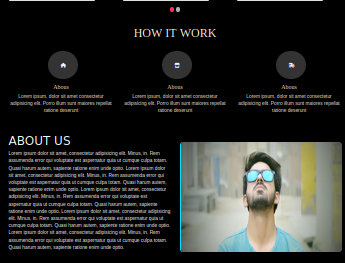 HOW IT WORK
Abous
Lorem ipsum, dolor sit amet consectetur
adipisicing elit. Porro illum sunt maiores repellat
ratione deserunt
Abous
Lorem ipsum, dolor sit amet consectetur
adipisicing elit. Porro illum sunt maiores repellat
ratione deserunt
Abous
Lorem ipsum, dolor sit amet consectetur
adipisicing elit. Porro illum sunt maiores repellat
ratione deserunt
ABOUT US
Lorem ipsum dolor sit amet, consectetur adipisicing elit. Minus, in. Rem
assumenda error qui voluptate est aspernatur quia ut cumque culpa totam.
Quasi harum autem, sapiente ratione enim unde optio. Lorem ipsum dolor
sit amet, consectetur adipisicing elit. Minus, in. Rem assumenda error qui
voluptate est aspernatur quia ut cumque culpa totam. Quasi harum autem,
sapiente ratione enim unde optio. Lorem ipsum dolor sit amet, consectetur
adipisicing elit. Minus, in. Rem assumenda error qui voluptate est
aspernatur quia ut cumque culpa totam. Quasi harum autem, sapiente
ratione enim unde optio. Lorem ipsum dolor sit amet, consectetur adipisicing
elit. Minus, in. Rem assumenda error qui voluptate est aspernatur quia ut
cumque culpa totam. Quasi harum autem, sapiente ratione enim unde optio.
Lorem ipsum dolor sit amet, consectetur adipisicing elit. Minus, in. Rem
assumenda error qui voluptate est aspernatur quia ut cumque culpa totam.
Quasi harum autem, sapiente ratione enim unde optio.